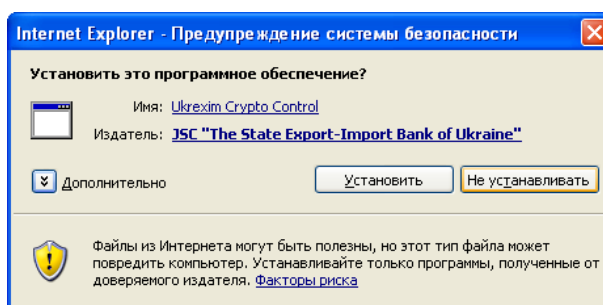 Internet Explorer - Предупреждение системы безопасности
Установить это программное обеспечение?
Имя: Ukrexim Crypto Control
Издатель: JSC "The State Export-Import Bank of Ukraine"
Дополнительно Установить Не устанавливать
Файлы из Интернета могут быть полезны, но этот тип файла может
повредить компьютер. Устанавливайте только программы, полученные от
доверяемого издателя. Факторы риска